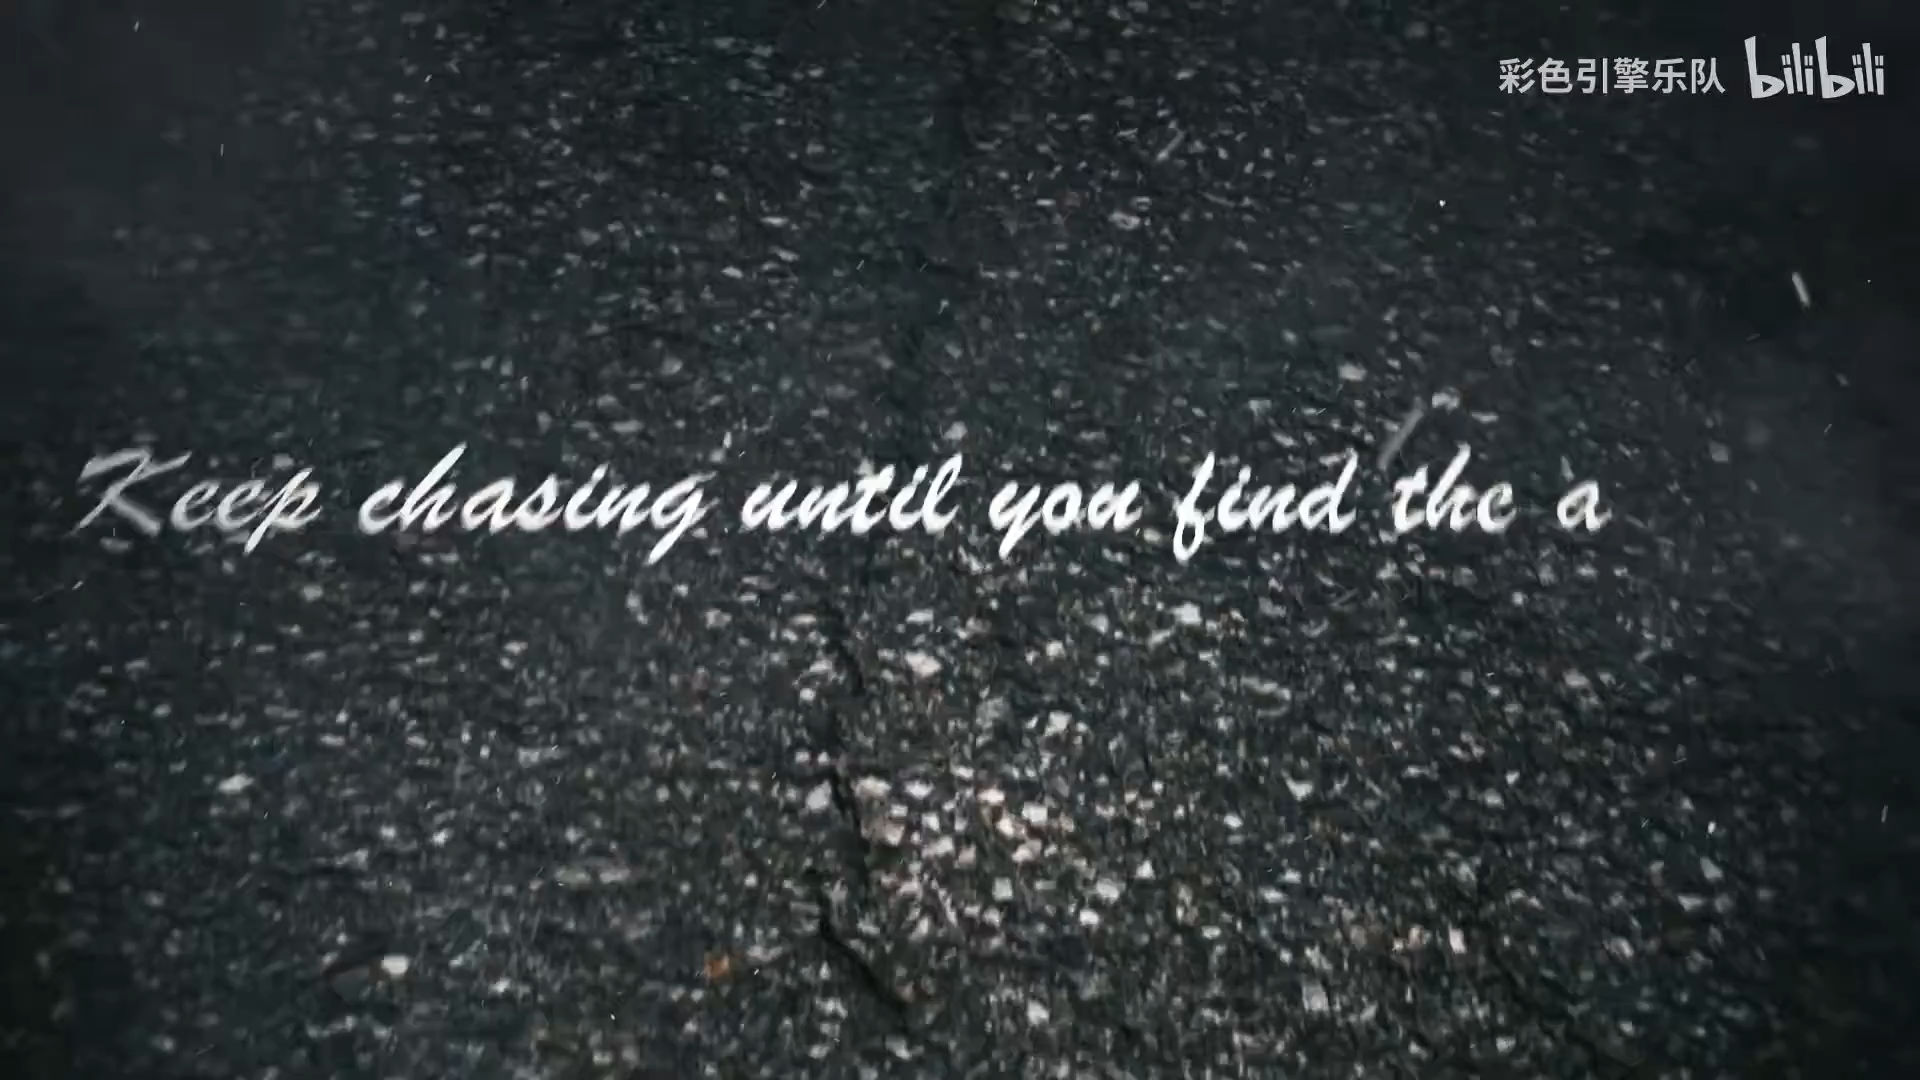 彩色引擎乐队 bilibili
Keep chasing until you find the a